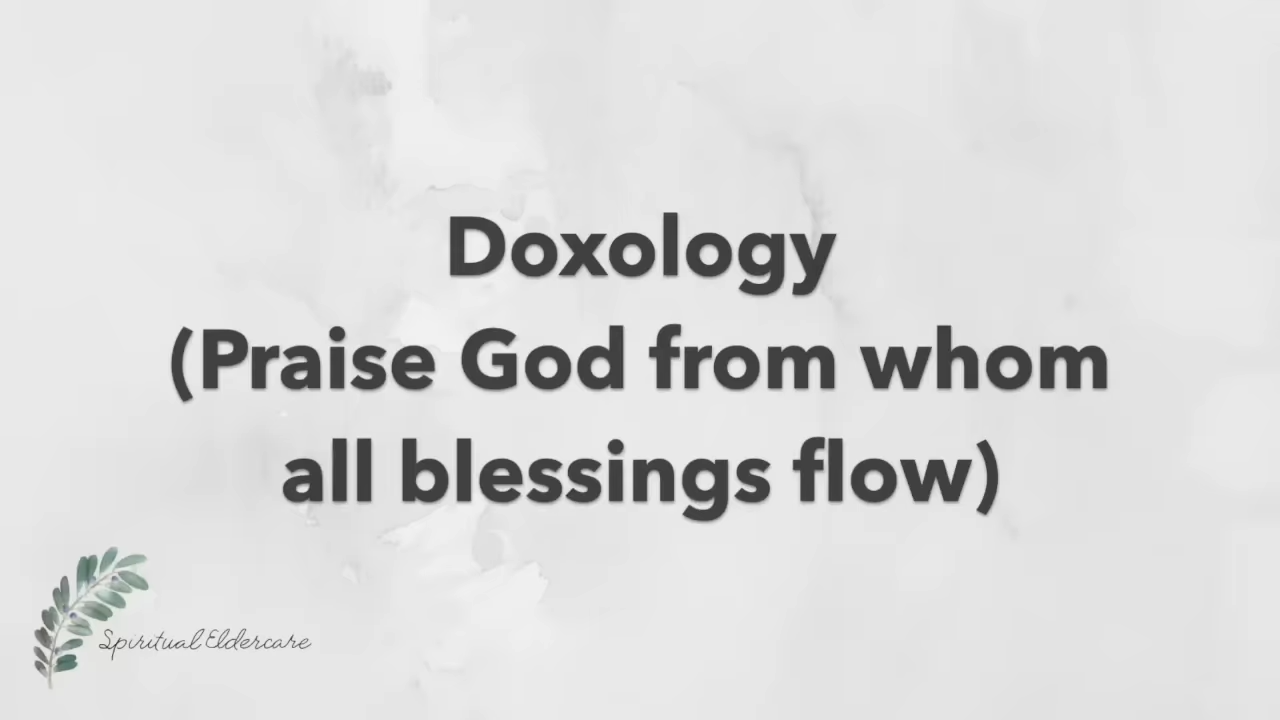 Doxology
(Praise God from whom
all blessings flow)
Spiritual Eldercare